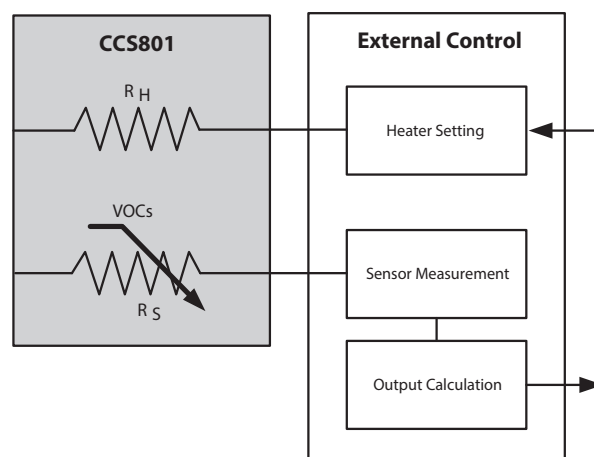 CCS801
External Control
R H
Heater Setting
VOCs
R S
Sensor Measurement
Output Calculation